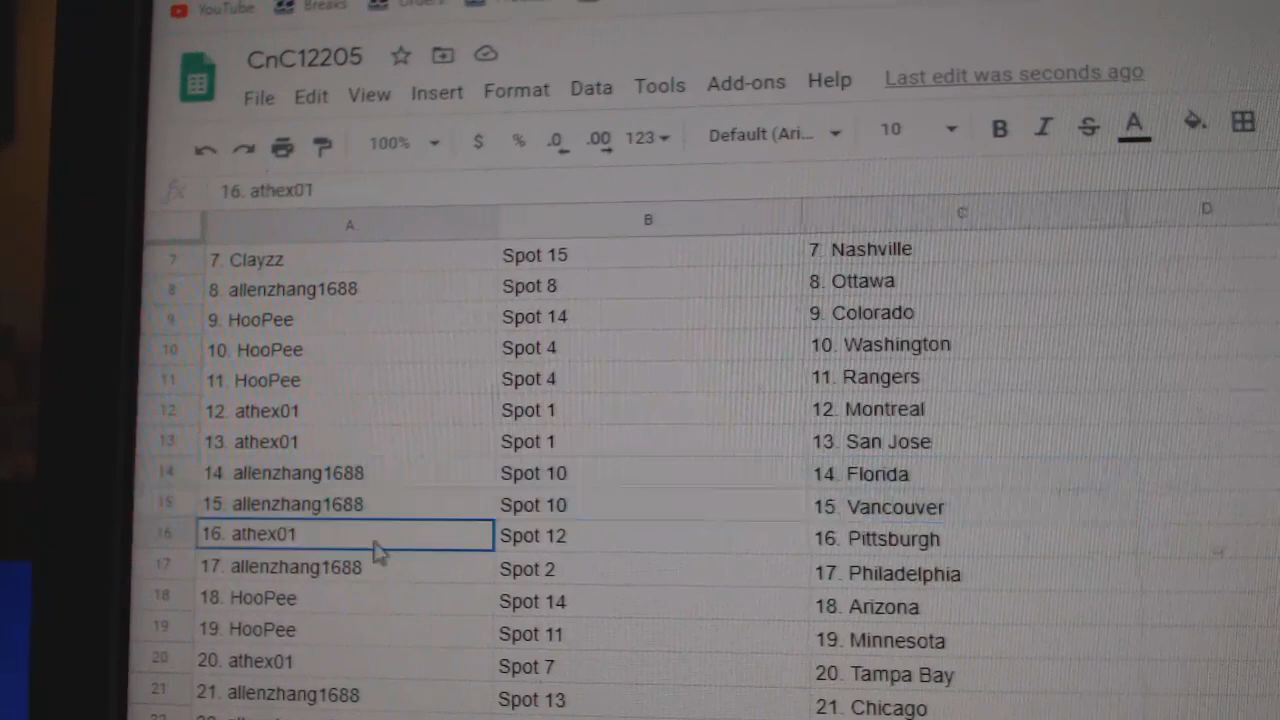 YouTube Breaks Orders
CnC12205
File Edit View Insert Format Data Tools Add-ons Help Last edit was seconds ago
100% $ % .0 .00 123 Default (Ari... 10 B I S A
fx 16. athex01
A B C D
7 7. Clayzz Spot 15 7. Nashville
8 8. allenzhang1688 Spot 8 8. Ottawa
9 9. HooPee Spot 14 9. Colorado
10 10. HooPee Spot 4 10. Washington
11 11. HooPee Spot 4 11. Rangers
12 12. athex01 Spot 1 12. Montreal
13 13. athex01 Spot 1 13. San Jose
14 14. allenzhang1688 Spot 10 14. Florida
15 15. allenzhang1688 Spot 10 15. Vancouver
16 16. athex01 Spot 12 16. Pittsburgh
17 17. allenzhang1688 Spot 2 17. Philadelphia
18 18. HooPee Spot 14 18. Arizona
19 19. HooPee Spot 11 19. Minnesota
20 20. athex01 Spot 7 20. Tampa Bay
21 21. allenzhang1688 Spot 13 21. Chicago